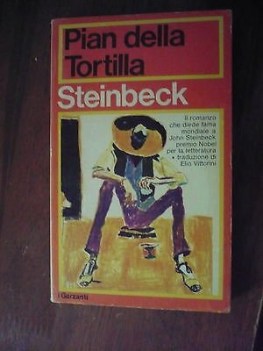 Pian della
Tortilla
Steinbeck
Il romanzo
che diede fama
mondiale a
John Steinbeck
premio Nobel
per la letteratura
• traduzione di
Elio Vittorini
i Garzanti